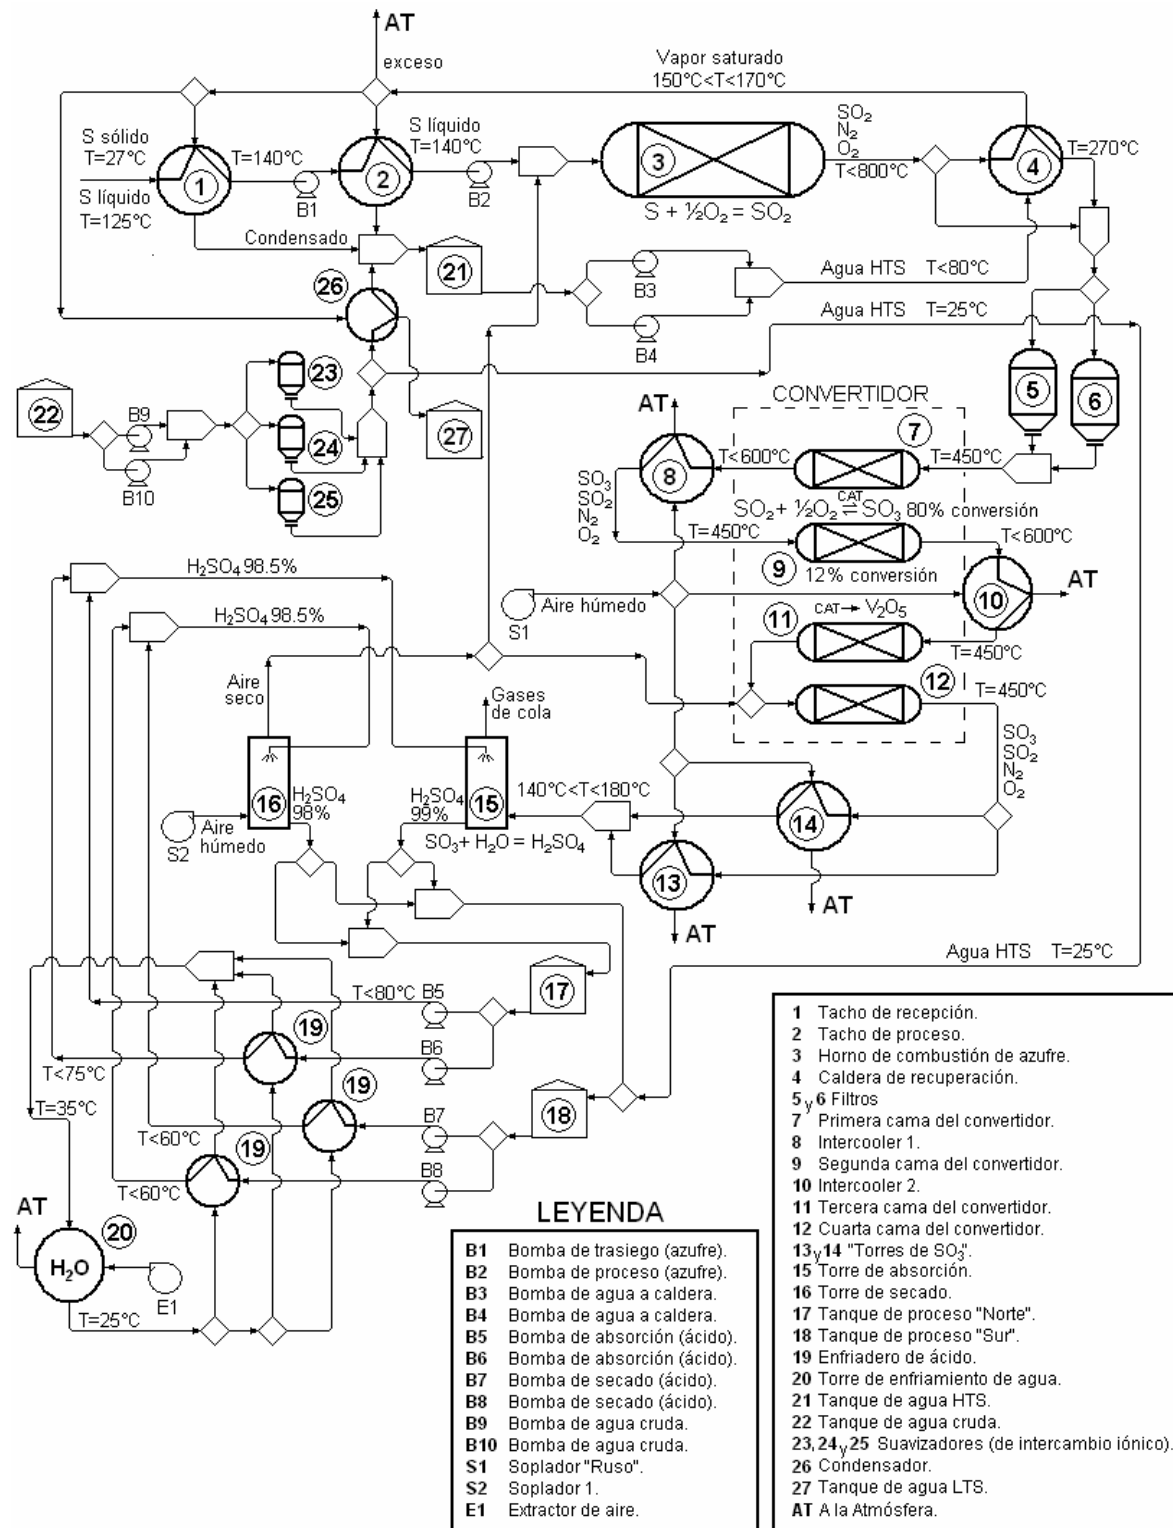 AT
exceso
Vapor saturado
150°C<T<170°C
S sólido
T=27°C
S líquido
T=125°C
T=140°C
S líquido
T=140°C
1
B1
2
B2
3
S + ½O₂ = SO₂
SO₂
N₂
O₂
T<800°C
4
T=270°C
Condensado
21
B3
B4
Agua HTS T<80°C
Agua HTS T=25°C
26
22
B9
B10
23
24
25
27
5
6
CONVERTIDOR
AT
8
T<600°C
7
T=450°C
SO₃
SO₂
N₂
O₂
CAT
SO₂ + ½O₂ ⇌ SO₃ 80% conversión
T=450°C
T<600°C
9
12% conversión
10
AT
H₂SO₄ 98.5%
H₂SO₄ 98.5%
S1
Aire húmedo
11
CAT → V₂O₅
T=450°C
12
T=450°C
Aire
seco
Gases
de cola
SO₃
SO₂
N₂
O₂
16
H₂SO₄
98%
H₂SO₄
99%
15
140°C<T<180°C
14
S2
Aire
húmedo
SO₃ + H₂O = H₂SO₄
13
AT
AT
Agua HTS T=25°C
17
T<80°C
B5
19
B6
T<75°C
19
T=35°C
18
B7
T<60°C
19
B8
T<60°C
AT
20
H₂O
E1
T=25°C
LEYENDA
B1 Bomba de trasiego (azufre).
B2 Bomba de proceso (azufre).
B3 Bomba de agua a caldera.
B4 Bomba de agua a caldera.
B5 Bomba de absorción (ácido).
B6 Bomba de absorción (ácido).
B7 Bomba de secado (ácido).
B8 Bomba de secado (ácido).
B9 Bomba de agua cruda.
B10 Bomba de agua cruda.
S1 Soplador "Ruso".
S2 Soplador 1.
E1 Extractor de aire.
1 Tacho de recepción.
2 Tacho de proceso.
3 Horno de combustión de azufre.
4 Caldera de recuperación.
5 y 6 Filtros
7 Primera cama del convertidor.
8 Intercooler 1.
9 Segunda cama del convertidor.
10 Intercooler 2.
11 Tercera cama del convertidor.
12 Cuarta cama del convertidor.
13 y 14 "Torres de SO₃".
15 Torre de absorción.
16 Torre de secado.
17 Tanque de proceso "Norte".
18 Tanque de proceso "Sur".
19 Enfriadero de ácido.
20 Torre de enfriamiento de agua.
21 Tanque de agua HTS.
22 Tanque de agua cruda.
23, 24 y 25 Suavizadores (de intercambio iónico).
26 Condensador.
27 Tanque de agua LTS.
AT A la Atmósfera.